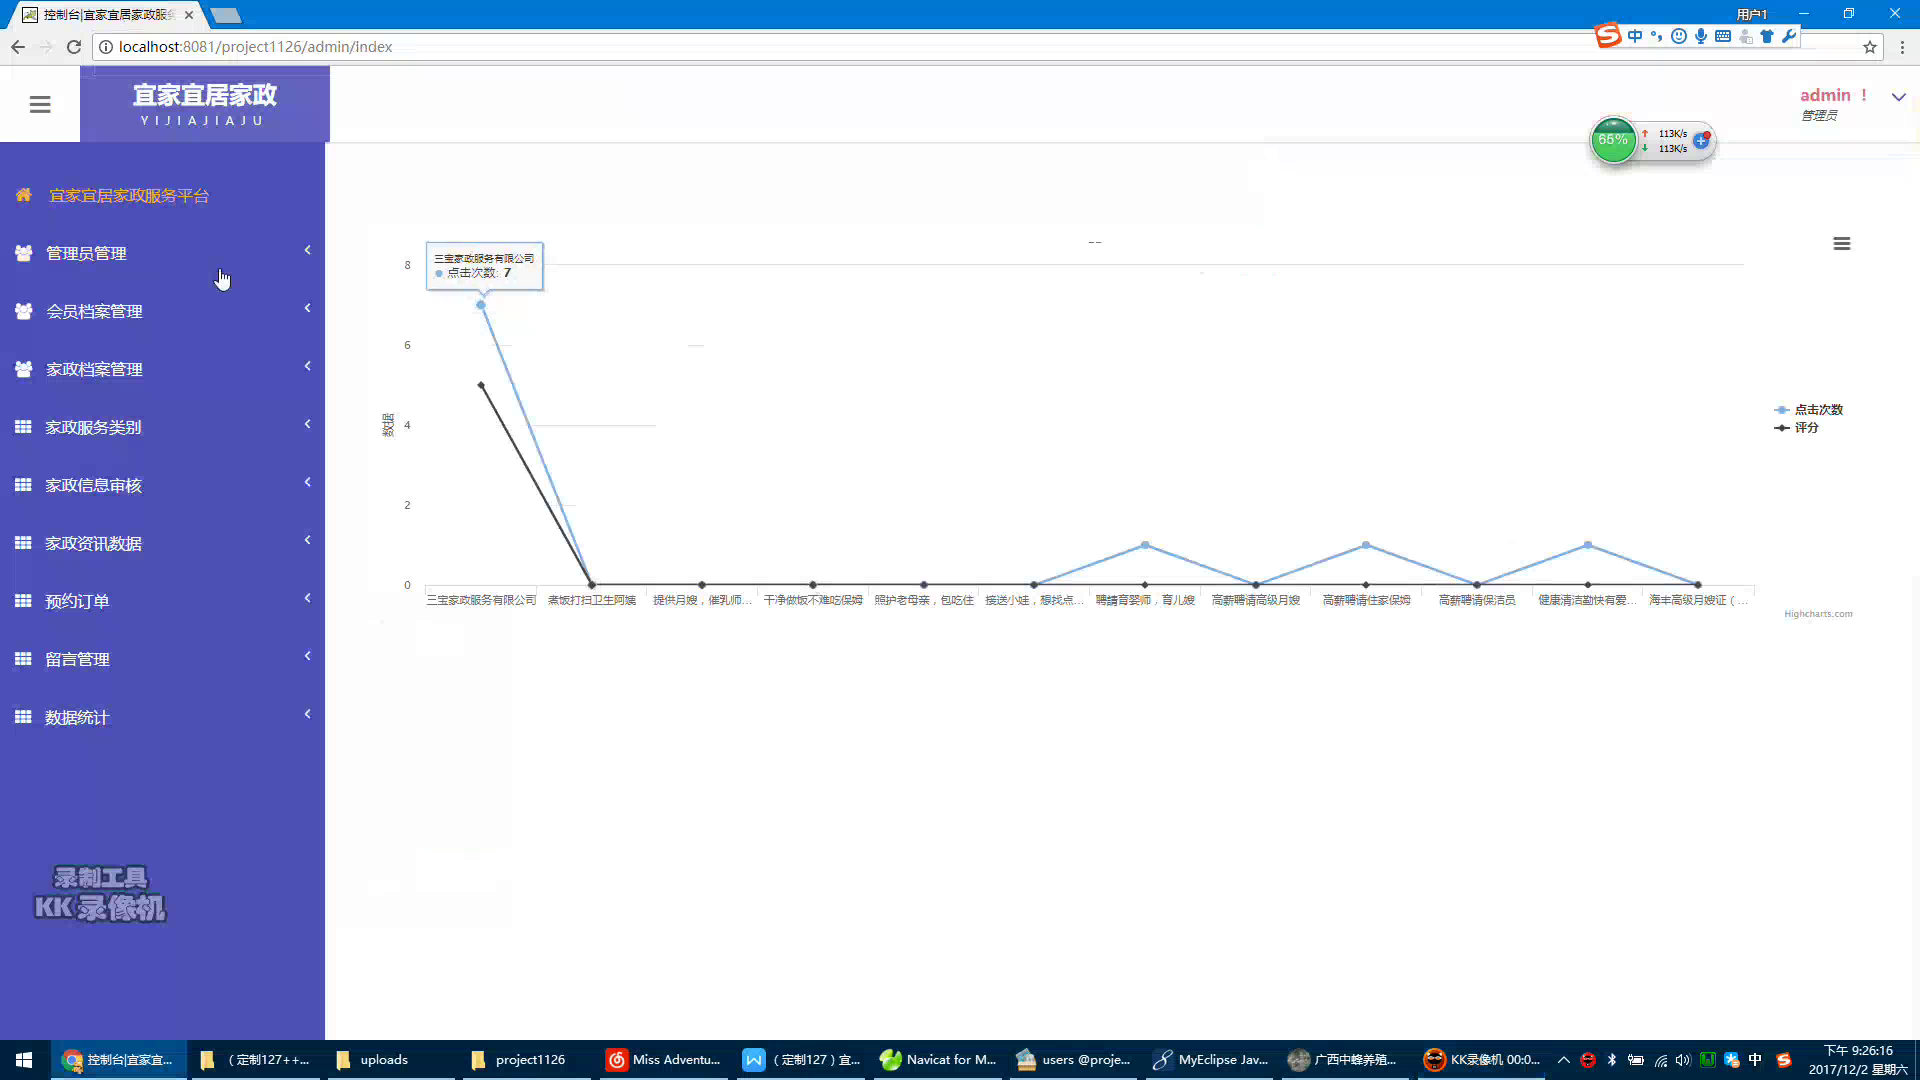 控制台|宜家宜居家政服务
用户1
localhost:8081/project1126/admin/index
中
宜家宜居家政
YIJIAJIAJU
admin ！
管理员
65%
113K/s
113K/s
宜家宜居家政服务平台
管理员管理
会员档案管理
家政档案管理
家政服务类别
家政信息审核
家政资讯数据
预约订单
留言管理
数据统计
录制工具
KK 录像机
--
三宝家政服务有限公司
点击次数: 7
8
6
4
2
0
数据
点击次数
评分
三宝家政服务有限公司
煮饭打扫卫生阿姨
提供月嫂，催乳师...
干净做饭不难吃保姆
照护老母亲，包吃住
接送小哇，想找点...
聘請育婴师，育儿嫂
高薪聘请高级月嫂
高薪聘请住家保姆
高薪聘请保洁员
健康清洁勤快有爱...
海丰高级月嫂证（...
Highcharts.com
控制台|宜家宜...
（定制127++...
uploads
project1126
Miss Adventu...
（定制127）宜...
Navicat for M...
users @proje...
MyEclipse Jav...
广西中蜂养殖...
KK录像机 00:0...
中
下午 9:26:16
2017/12/2 星期六